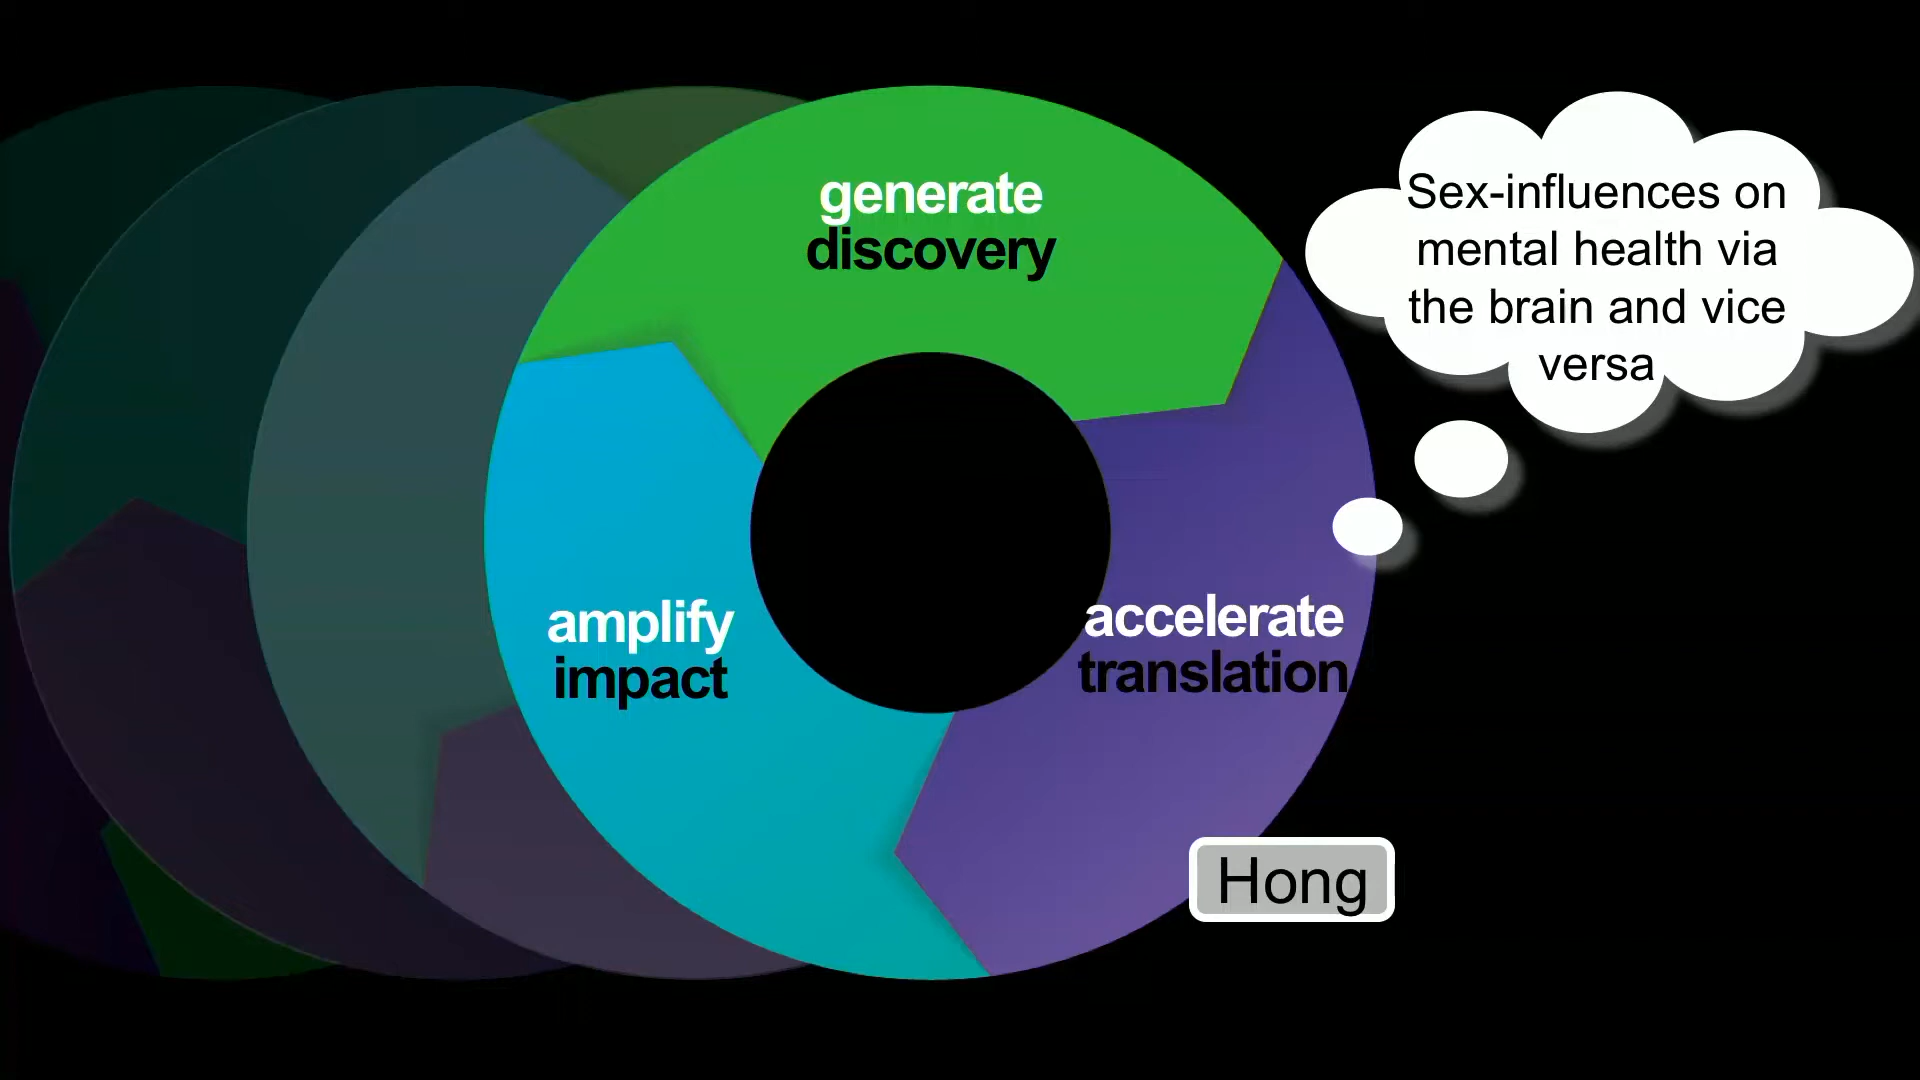 generate
discovery
Sex-influences on
mental health via
the brain and vice
versa
amplify
impact
accelerate
translation
Hong